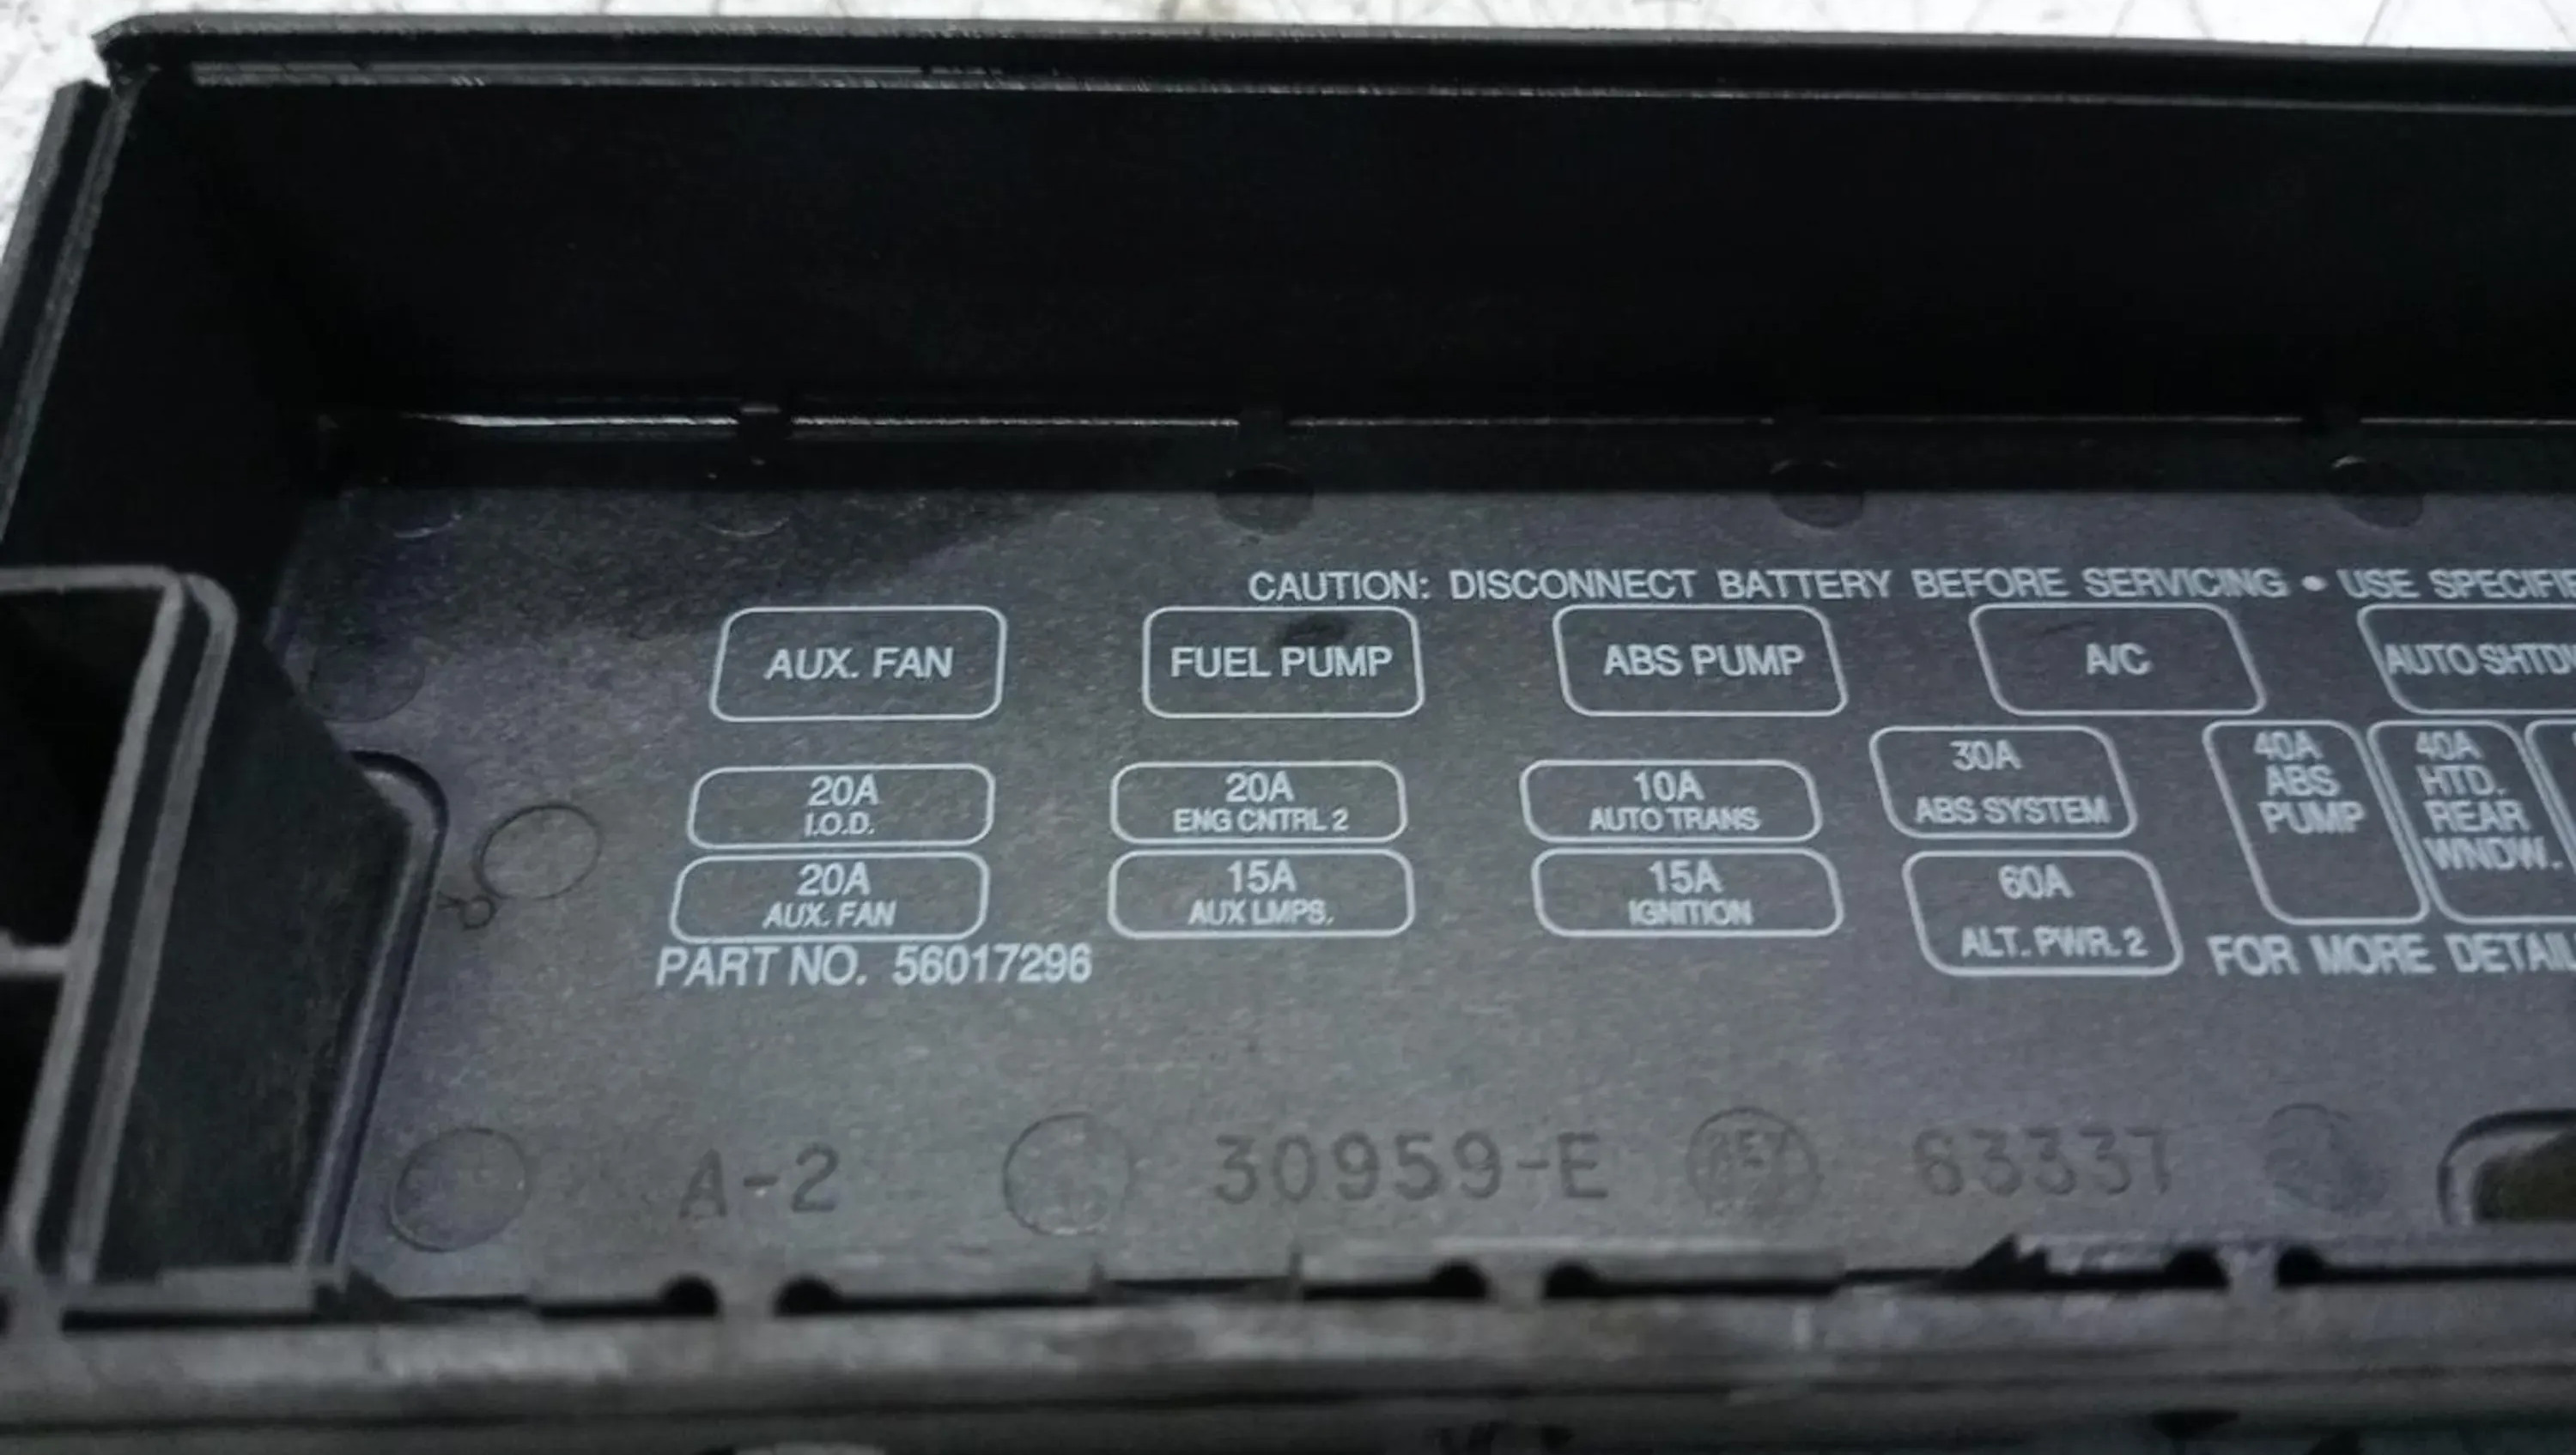 CAUTION: DISCONNECT BATTERY BEFORE SERVICING • USE SPECIFIE
AUX. FAN
FUEL PUMP
ABS PUMP
A/C
AUTO SHTD
20A
I.O.D.
20A
ENG CNTRL 2
10A
AUTO TRANS
30A
ABS SYSTEM
40A
ABS
PUMP
40A
HTD.
REAR
WNDW.
20A
AUX. FAN
15A
AUX LMPS.
15A
IGNITION
60A
ALT. PWR. 2
PART NO. 56017296
FOR MORE DETAIL
A-2
30959-E
63337